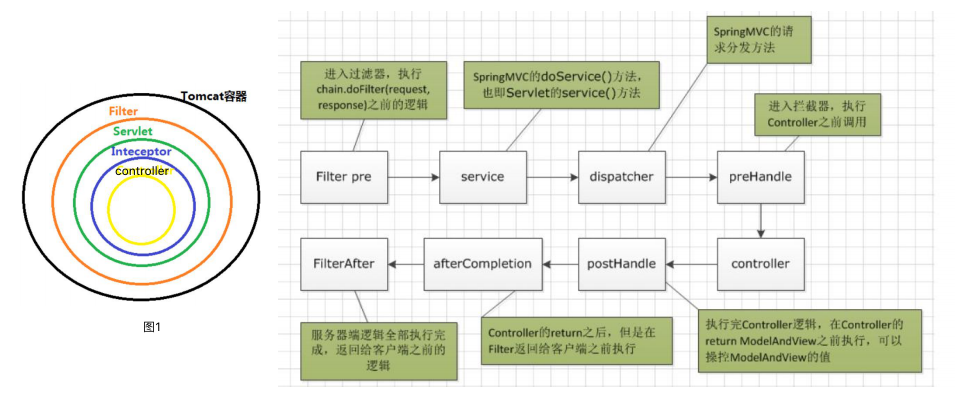 Tomcat容器
Filter
Servlet
Inteceptor
controller
图1
SpringMVC的请
求分发方法
进入过滤器，执行
chain.doFilter(request,
response)之前的逻辑
SpringMVC的doService()方法，
也即Servlet的service()方法
进入拦截器，执行
Controller之前调用
Filter pre
service
dispatcher
preHandle
FilterAfter
afterCompletion
postHandle
controller
服务器端逻辑全部执行完
成，返回给客户端之前的
逻辑
Controller的return之后，但是在
Filter返回给客户端之前执行
执行完Controller逻辑，在Controller的
return ModelAndView之前执行，可以
操控ModelAndView的值